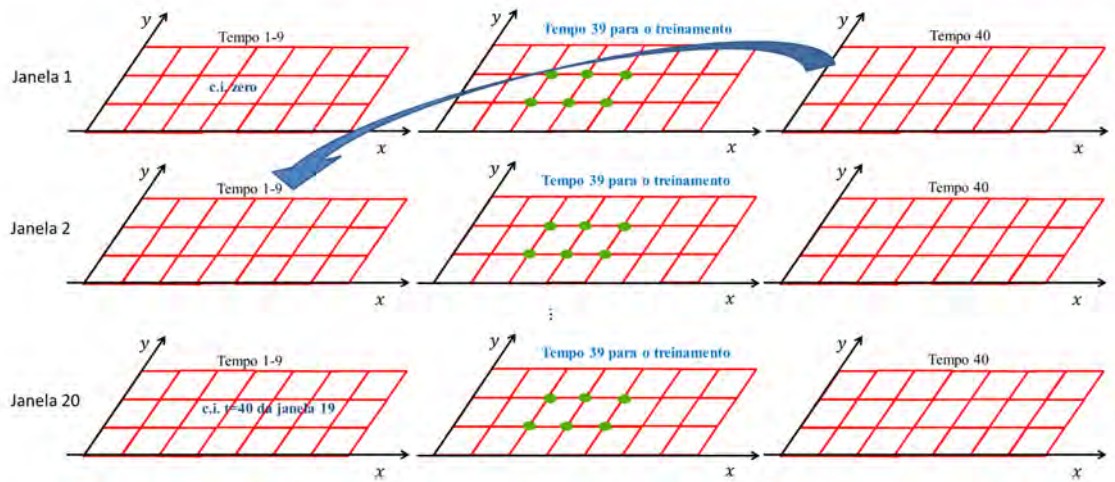 y
Tempo 1-9
Janela 1
c.i. zero
x
y
Tempo 39 para o treinamento
x
y
Tempo 40
x
y
Tempo 1-9
Janela 2
x
y
Tempo 39 para o treinamento
x
y
Tempo 40
x
⋮
y
Tempo 1-9
Janela 20
c.i. t=40 da janela 19
x
y
Tempo 39 para o treinamento
x
y
Tempo 40
x